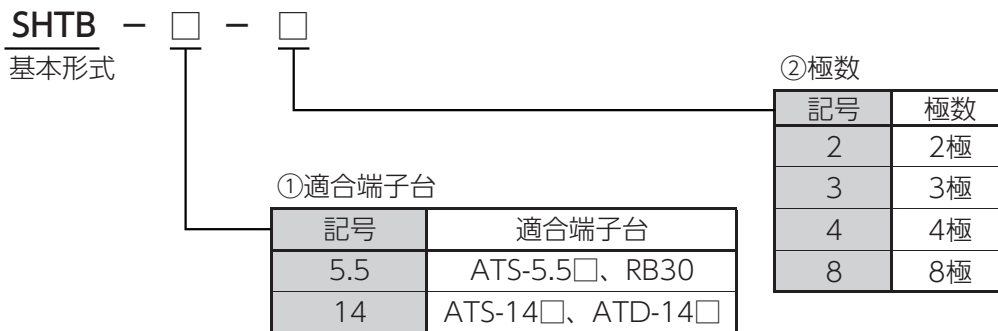 SHTB － □ － □
基本形式
②極数
記号 極数
2 2極
3 3極
4 4極
8 8極
①適合端子台
記号 適合端子台
5.5 ATS-5.5□、RB30
14 ATS-14□、ATD-14□